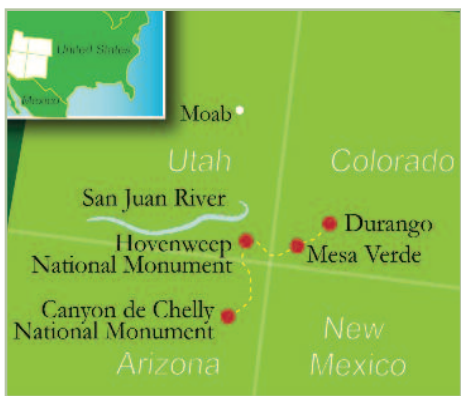 United States
Mexico
Moab
Utah
Colorado
San Juan River
Durango
Hovenweep
National Monument
Mesa Verde
Canyon de Chelly
National Monument
New
Mexico
Arizona